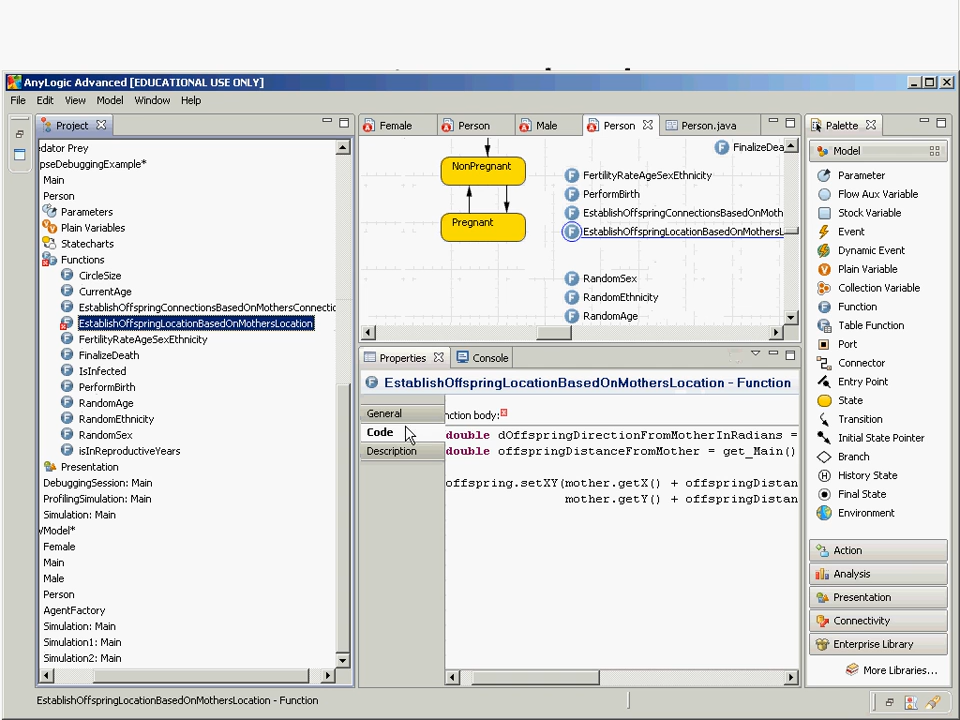 AnyLogic Advanced [EDUCATIONAL USE ONLY]
File Edit View Model Window Help
Project
edator Prey
lpseDebuggingExample*
Main
Person
Parameters
Plain Variables
Statecharts
Functions
CircleSize
CurrentAge
EstablishOffspringConnectionsBasedOnMothersConnectio
EstablishOffspringLocationBasedOnMothersLocation
FertilityRateAgeSexEthnicity
FinalizeDeath
IsInfected
PerformBirth
RandomAge
RandomEthnicity
RandomSex
isInReproductiveYears
Presentation
DebuggingSession: Main
ProfilingSimulation: Main
Simulation: Main
VModel*
Female
Main
Male
Person
AgentFactory
Simulation: Main
Simulation1: Main
Simulation2: Main
Female Person Male Person Person.java
FinalizeDea
NonPregnant
Pregnant
FertilityRateAgeSexEthnicity
PerformBirth
EstablishOffspringConnectionsBasedOnMoth
EstablishOffspringLocationBasedOnMothersL
RandomSex
RandomEthnicity
RandomAge
Properties Console
EstablishOffspringLocationBasedOnMothersLocation - Function
General
Code
Description
nction body:
double dOffspringDirectionFromMotherInRadians =
double offspringDistanceFromMother = get_Main()
offspring.setXY(mother.getX() + offspringDistan
mother.getY() + offspringDistan
Palette
Model
Parameter
Flow Aux Variable
Stock Variable
Event
Dynamic Event
Plain Variable
Collection Variable
Function
Table Function
Port
Connector
Entry Point
State
Transition
Initial State Pointer
Branch
History State
Final State
Environment
Action
Analysis
Presentation
Connectivity
Enterprise Library
More Libraries...
EstablishOffspringLocationBasedOnMothersLocation - Function